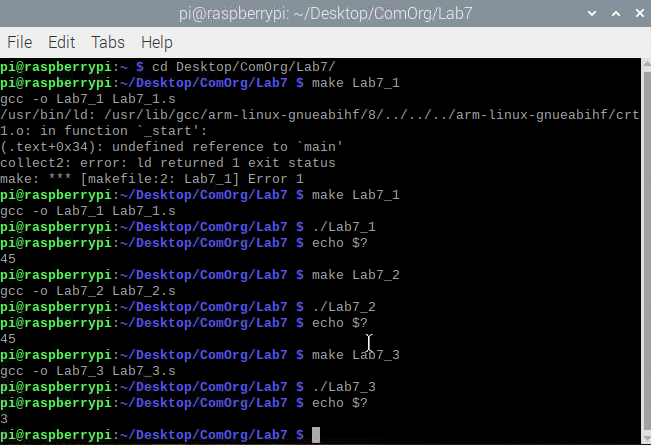 pi@raspberrypi: ~/Desktop/ComOrg/Lab7
File Edit Tabs Help
pi@raspberrypi:~ $ cd Desktop/ComOrg/Lab7/
pi@raspberrypi:~/Desktop/ComOrg/Lab7 $ make Lab7_1
gcc -o Lab7_1 Lab7_1.s
/usr/bin/ld: /usr/lib/gcc/arm-linux-gnueabihf/8/../../../arm-linux-gnueabihf/crt
1.o: in function `_start':
(.text+0x34): undefined reference to `main'
collect2: error: ld returned 1 exit status
make: *** [makefile:2: Lab7_1] Error 1
pi@raspberrypi:~/Desktop/ComOrg/Lab7 $ make Lab7_1
gcc -o Lab7_1 Lab7_1.s
pi@raspberrypi:~/Desktop/ComOrg/Lab7 $ ./Lab7_1
pi@raspberrypi:~/Desktop/ComOrg/Lab7 $ echo $?
45
pi@raspberrypi:~/Desktop/ComOrg/Lab7 $ make Lab7_2
gcc -o Lab7_2 Lab7_2.s
pi@raspberrypi:~/Desktop/ComOrg/Lab7 $ ./Lab7_2
pi@raspberrypi:~/Desktop/ComOrg/Lab7 $ echo $?
45
pi@raspberrypi:~/Desktop/ComOrg/Lab7 $ make Lab7_3
gcc -o Lab7_3 Lab7_3.s
pi@raspberrypi:~/Desktop/ComOrg/Lab7 $ ./Lab7_3
pi@raspberrypi:~/Desktop/ComOrg/Lab7 $ echo $?
3
pi@raspberrypi:~/Desktop/ComOrg/Lab7 $